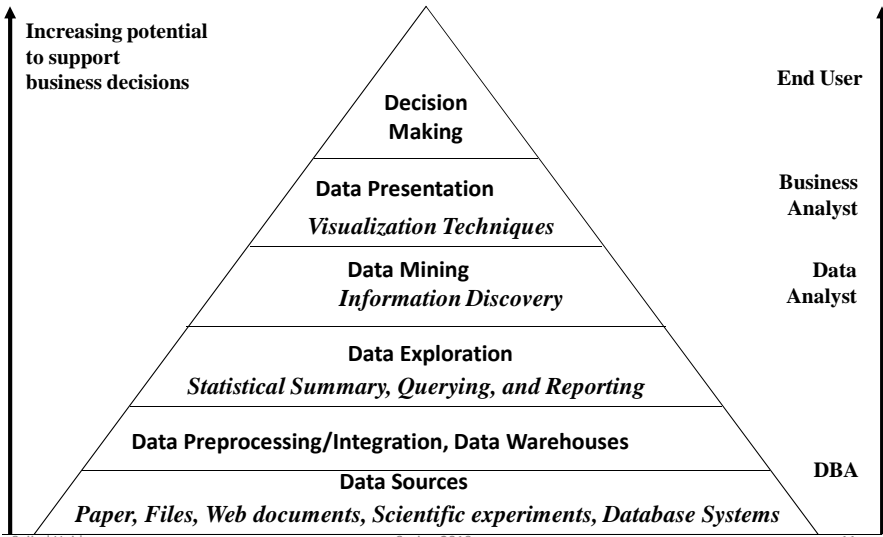 Increasing potential
to support
business decisions
End User
Decision
Making
Data Presentation
Visualization Techniques
Business
Analyst
Data Mining
Information Discovery
Data
Analyst
Data Exploration
Statistical Summary, Querying, and Reporting
Data Preprocessing/Integration, Data Warehouses
DBA
Data Sources
Paper, Files, Web documents, Scientific experiments, Database Systems